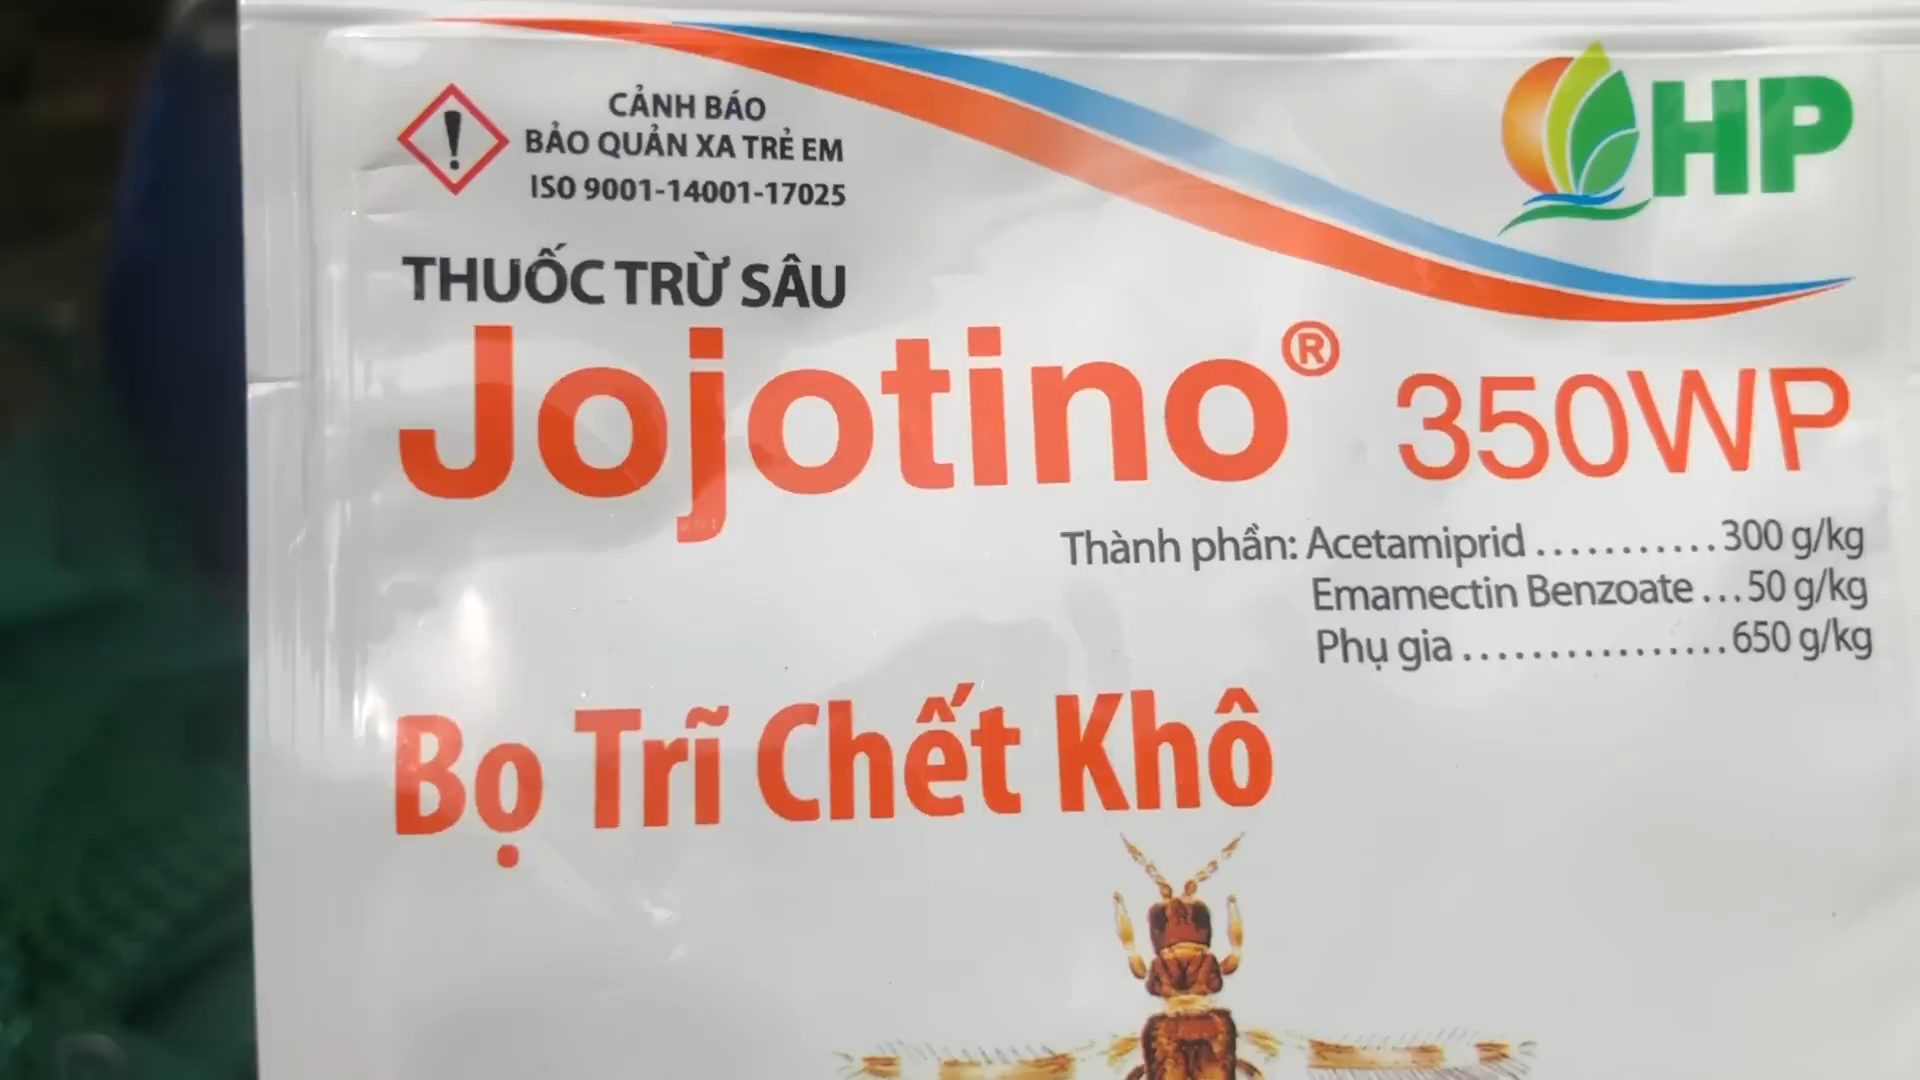 CẢNH BÁO
BẢO QUẢN XA TRẺ EM
ISO 9001-14001-17025
HP
THUỐC TRỪ SÂU
Jojotino® 350WP
Thành phần: Acetamiprid ........... 300 g/kg
Emamectin Benzoate ... 50 g/kg
Phụ gia ................ 650 g/kg
Bọ Trĩ Chết Khô